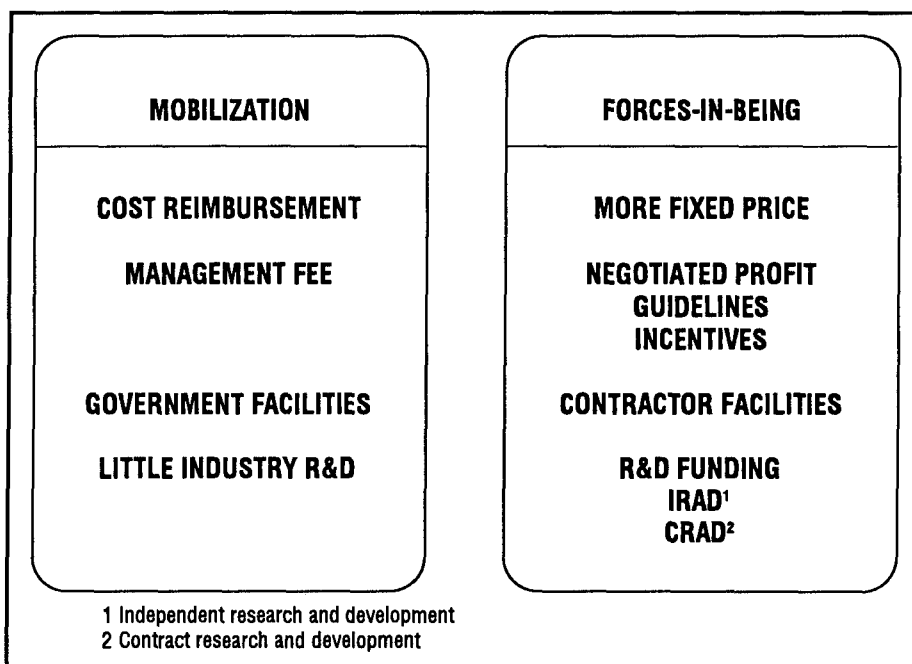 MOBILIZATION
COST REIMBURSEMENT
MANAGEMENT FEE
GOVERNMENT FACILITIES
LITTLE INDUSTRY R&D
FORCES-IN-BEING
MORE FIXED PRICE
NEGOTIATED PROFIT
GUIDELINES
INCENTIVES
CONTRACTOR FACILITIES
R&D FUNDING
IRAD¹
CRAD²
1 Independent research and development
2 Contract research and development